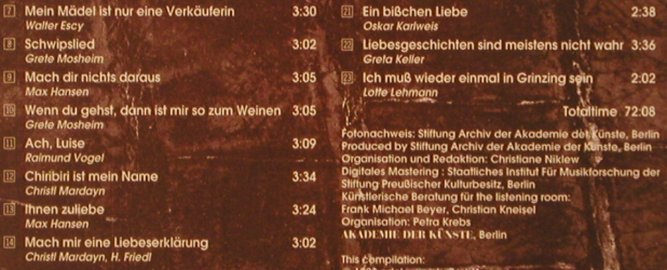 7 Mein Mädel ist nur eine Verkäuferin 3:30
Walter Escy
8 Schwipslied 3:02
Grete Mosheim
9 Mach dir nichts daraus 3:05
Max Hansen
10 Wenn du gehst, dann ist mir so zum Weinen 3:05
Grete Mosheim
11 Ach, Luise 3:09
Raimund Vogel
12 Chiribiri ist mein Name 3:34
Christl Mardayn
13 Ihnen zuliebe 3:24
Max Hansen
14 Mach mir eine Liebeserklärung 3:02
Christl Mardayn, H. Friedl
21 Ein bißchen Liebe 2:38
Oskar Karlweis
22 Liebesgeschichten sind meistens nicht wahr 3:36
Greta Keller
23 Ich muß wieder einmal in Grinzing sein 2:02
Lotte Lehmann
Totaltime 72:08
Fotonachweis: Stiftung Archiv der Akademie der Künste, Berlin
Produced by Stiftung Archiv der Akademie der Künste, Berlin
Organisation und Redaktion: Christiane Niklew
Digitales Mastering : Staatliches Institut Für Musikforschung der
Stiftung Preußischer Kulturbesitz, Berlin
Künstlerische Beratung für the listening room:
Frank Michael Beyer, Christian Kneisel
Organisation: Petra Krebs
AKADEMIE DER KÜNSTE, Berlin
This compilation: